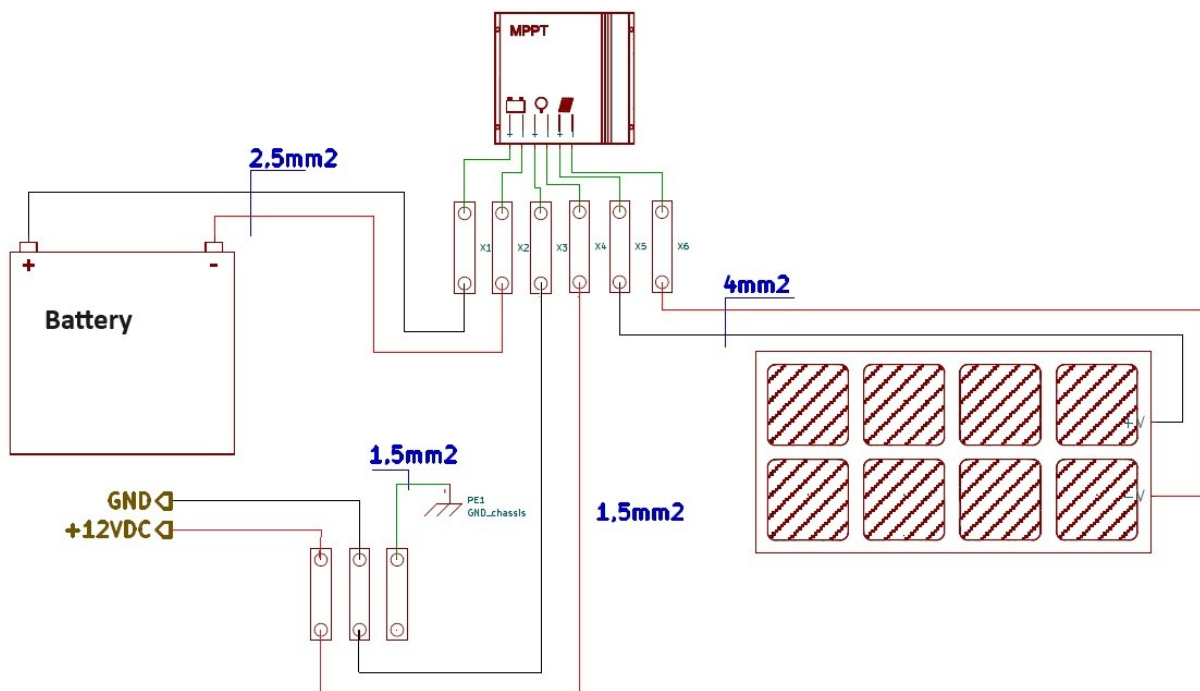 MPPT
+ - + - + -
2,5mm2
X1 X2 X3 X4 X5 X6
+ -
4mm2
Battery
+V
1,5mm2
GND
PE1
GND_chassis
-V
1,5mm2
+12VDC